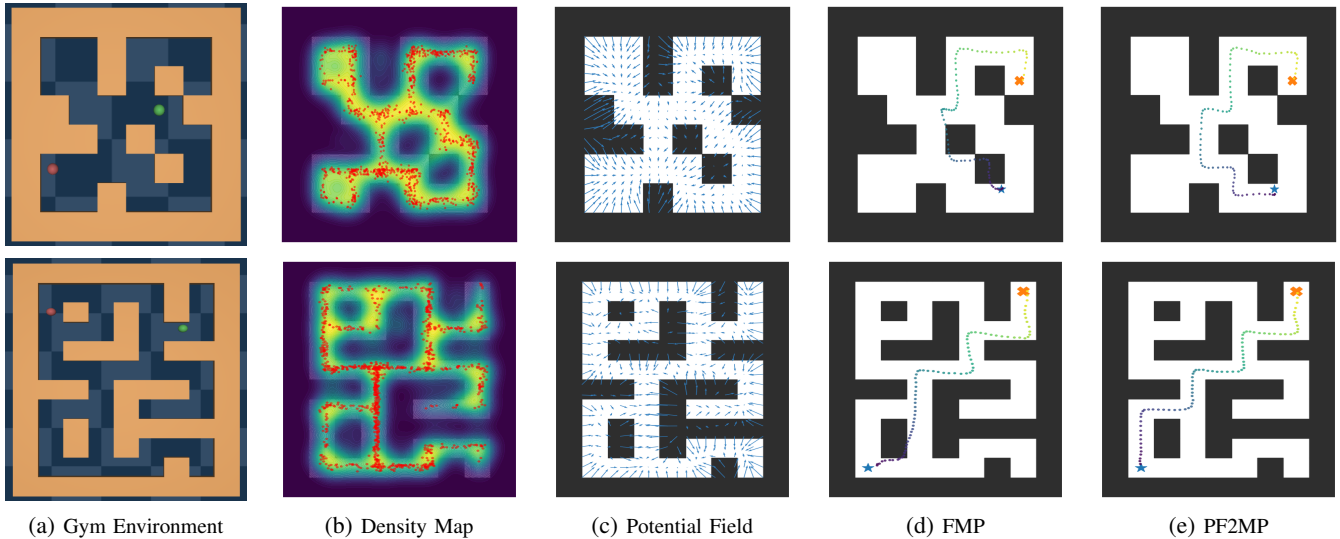 (a) Gym Environment
(b) Density Map
(c) Potential Field
(d) FMP
(e) PF2MP